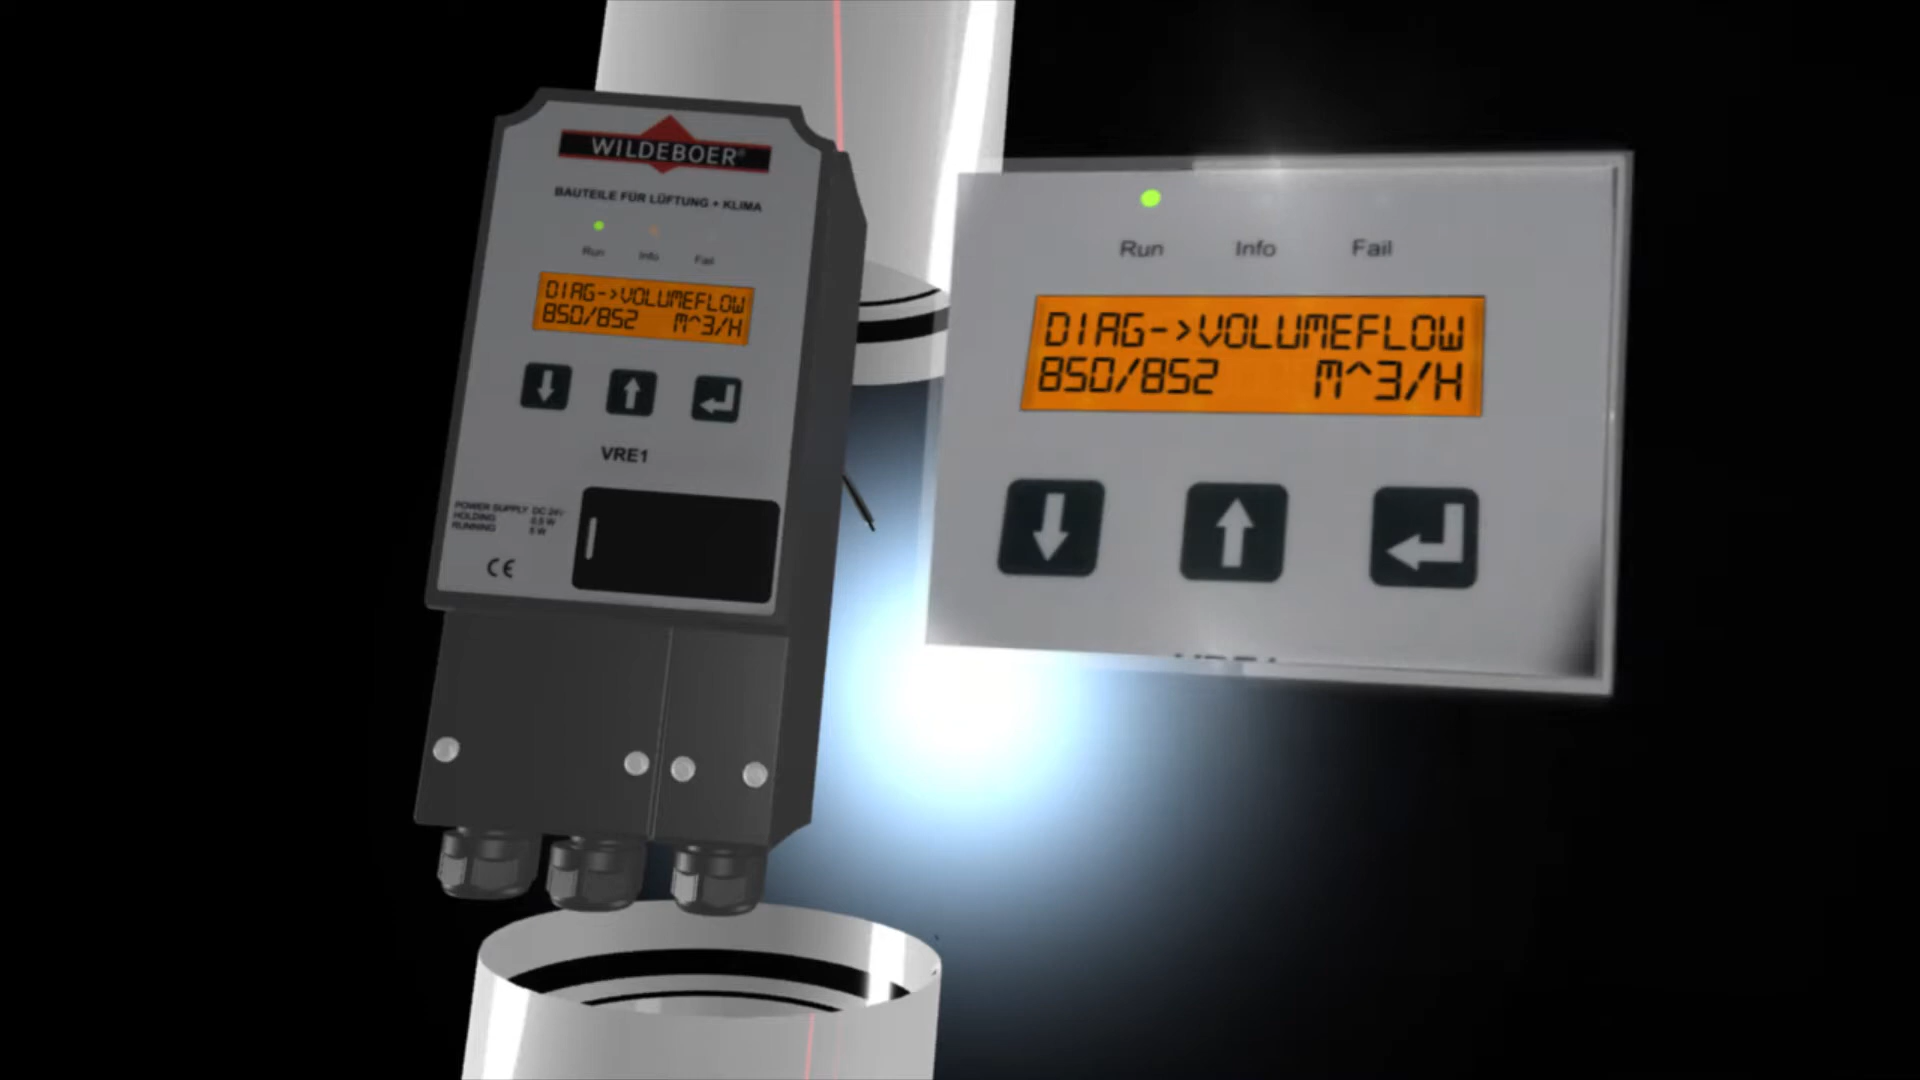 WILDEBOER®
BAUTEILE FÜR LÜFTUNG + KLIMA
Run Info Fail
DIAG->VOLUMEFLOW
850/852 M^3/H
VRE1
POWER SUPPLY DC 24V
HOLDING 0,5 W
RUNNING 5 W
CE
Run Info Fail
DIAG->VOLUMEFLOW
850/852 M^3/H